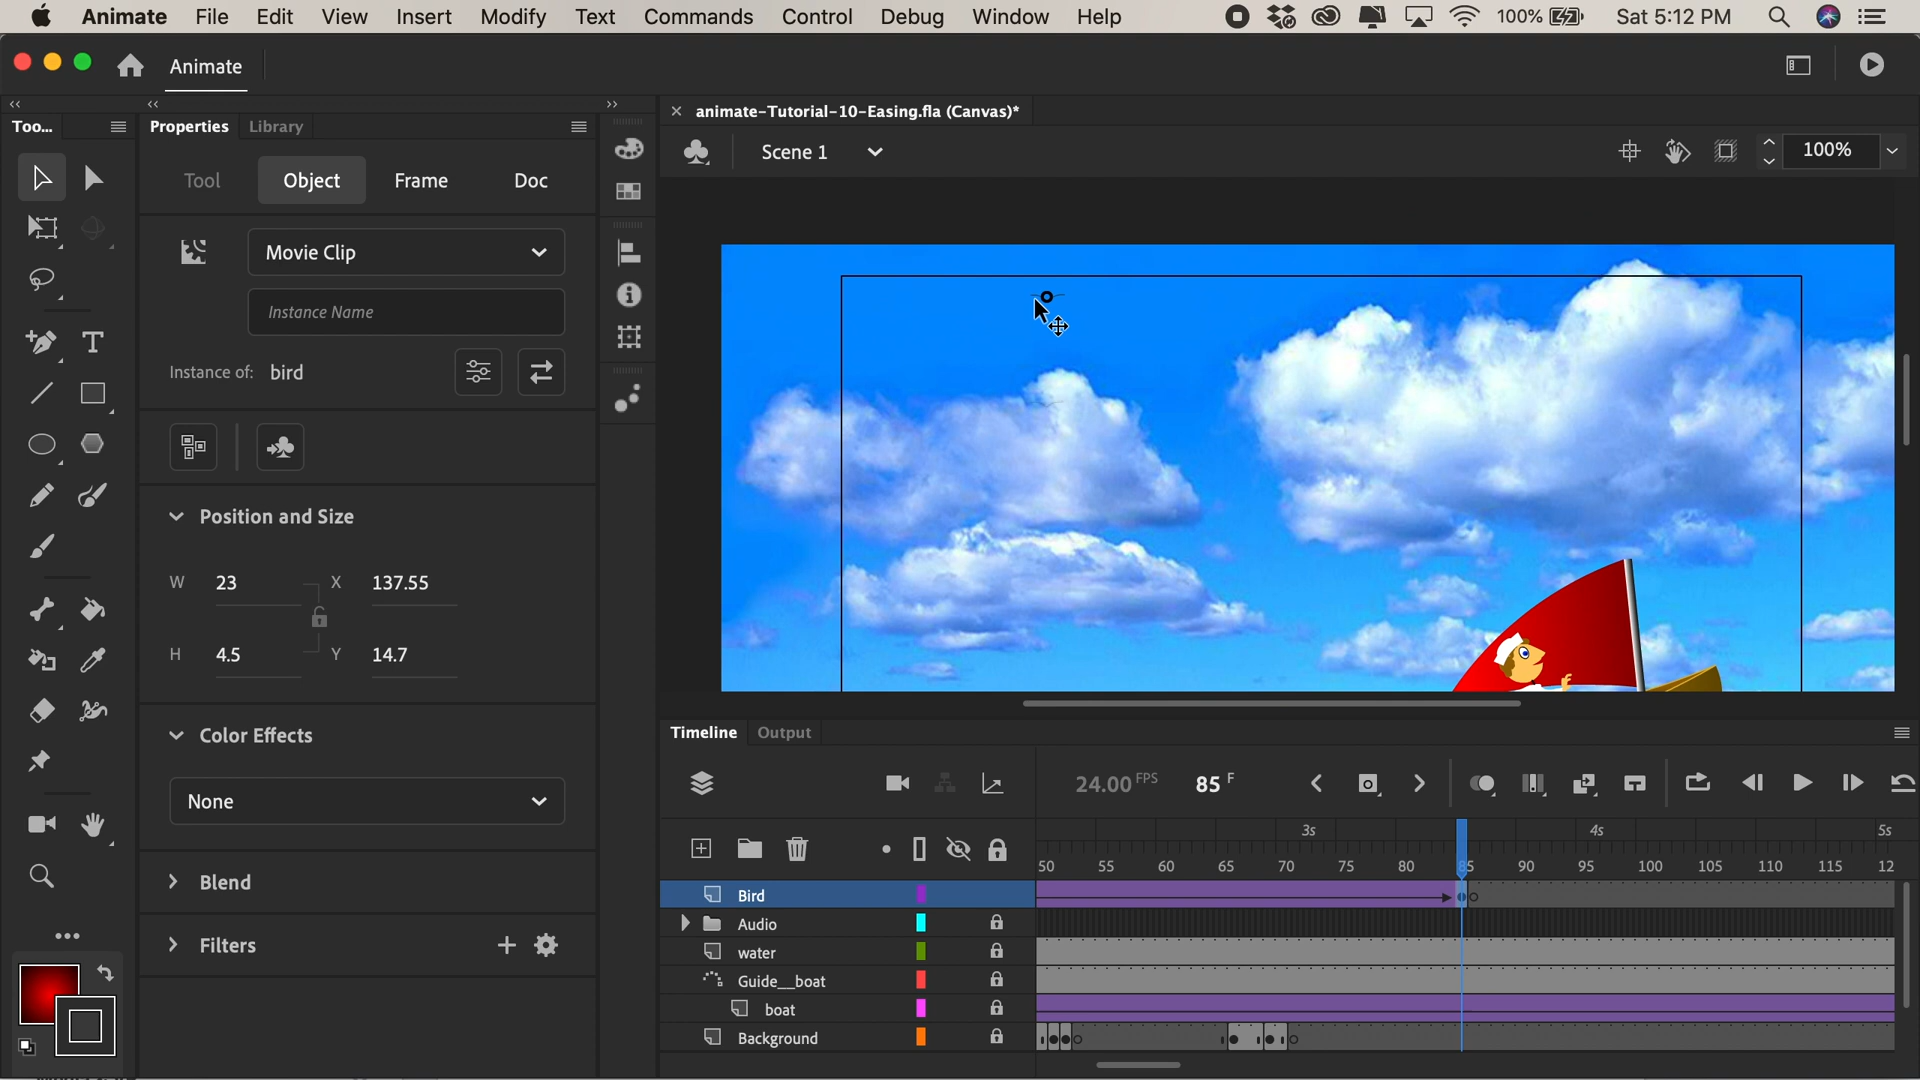 Animate File Edit View Insert Modify Text Commands Control Debug Window Help 100% Sat 5:12 PM
Animate
Too... Properties Library animate-Tutorial-10-Easing.fla (Canvas)*
Tool Object Frame Doc Scene 1 100%
Movie Clip
Instance Name
Instance of: bird
Position and Size
W 23 X 137.55
H 4.5 Y 14.7
Color Effects
None
Blend
Filters
Timeline Output
24.00 FPS 85 F
3s 4s 5s
50 55 60 65 70 75 80 85 90 95 100 105 110 115 12
Bird
Audio
water
Guide__boat
boat
Background